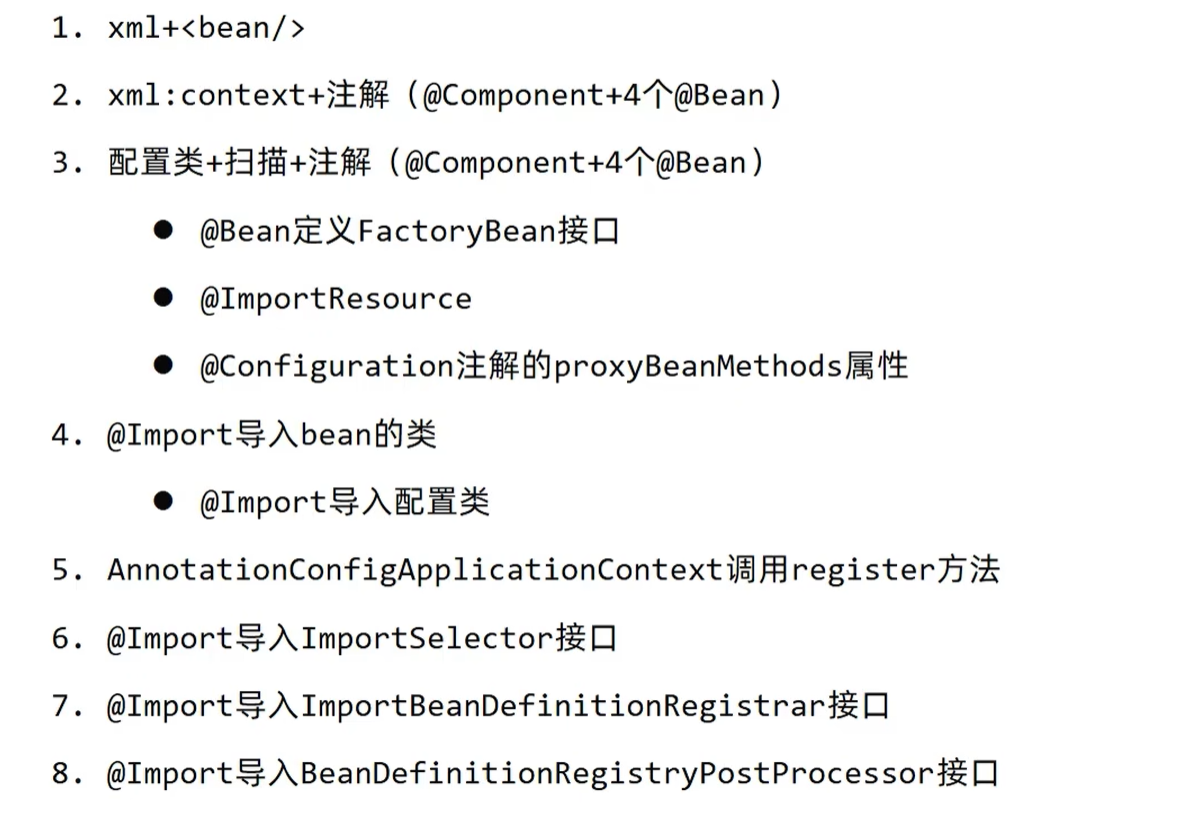 1. xml+<bean/>
2. xml:context+注解（@Component+4个@Bean）
3. 配置类+扫描+注解（@Component+4个@Bean）
● @Bean定义FactoryBean接口
● @ImportResource
● @Configuration注解的proxyBeanMethods属性
4. @Import导入bean的类
● @Import导入配置类
5. AnnotationConfigApplicationContext调用register方法
6. @Import导入ImportSelector接口
7. @Import导入ImportBeanDefinitionRegistrar接口
8. @Import导入BeanDefinitionRegistryPostProcessor接口